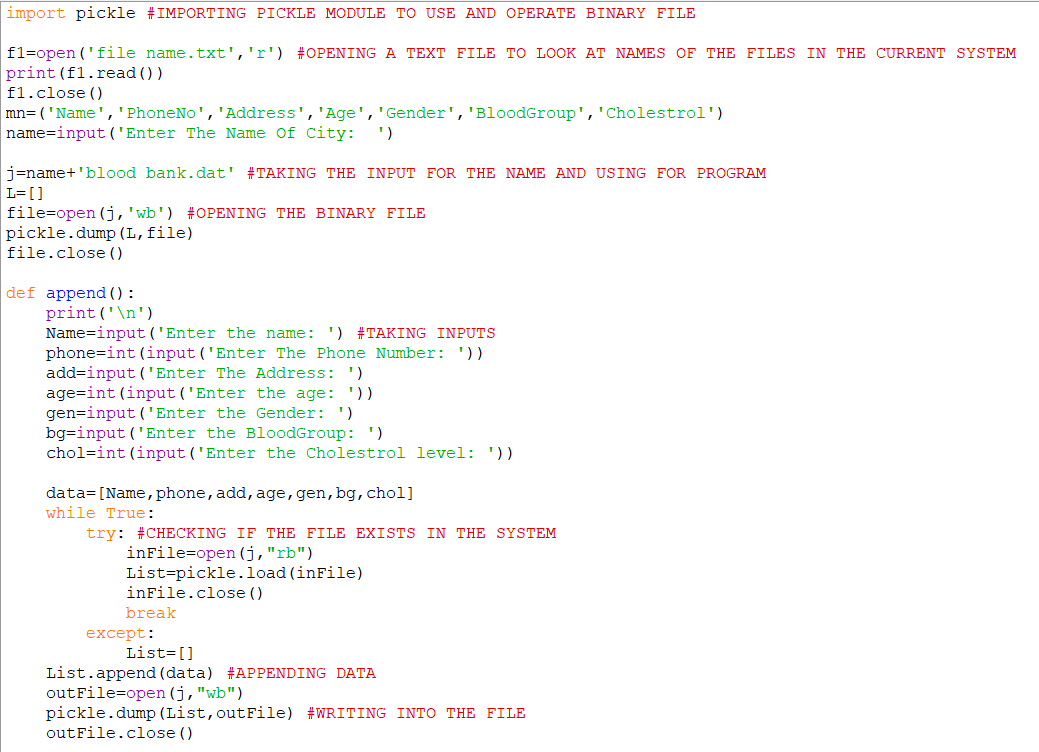 import pickle #IMPORTING PICKLE MODULE TO USE AND OPERATE BINARY FILE
f1=open('file name.txt','r') #OPENING A TEXT FILE TO LOOK AT NAMES OF THE FILES IN THE CURRENT SYSTEM
print(f1.read())
f1.close()
mn=('Name','PhoneNo','Address','Age','Gender','BloodGroup','Cholestrol')
name=input('Enter The Name Of City:  ')
j=name+'blood bank.dat' #TAKING THE INPUT FOR THE NAME AND USING FOR PROGRAM
L=[]
file=open(j,'wb') #OPENING THE BINARY FILE
pickle.dump(L,file)
file.close()
def append():
    print('\n')
    Name=input('Enter the name: ') #TAKING INPUTS
    phone=int(input('Enter The Phone Number: '))
    add=input('Enter The Address: ')
    age=int(input('Enter the age: '))
    gen=input('Enter the Gender: ')
    bg=input('Enter the BloodGroup: ')
    chol=int(input('Enter the Cholestrol level: '))
    data=[Name,phone,add,age,gen,bg,chol]
    while True:
        try: #CHECKING IF THE FILE EXISTS IN THE SYSTEM
            inFile=open(j,"rb")
            List=pickle.load(inFile)
            inFile.close()
            break
        except:
            List=[]
    List.append(data) #APPENDING DATA
    outFile=open(j,"wb")
    pickle.dump(List,outFile) #WRITING INTO THE FILE
    outFile.close()